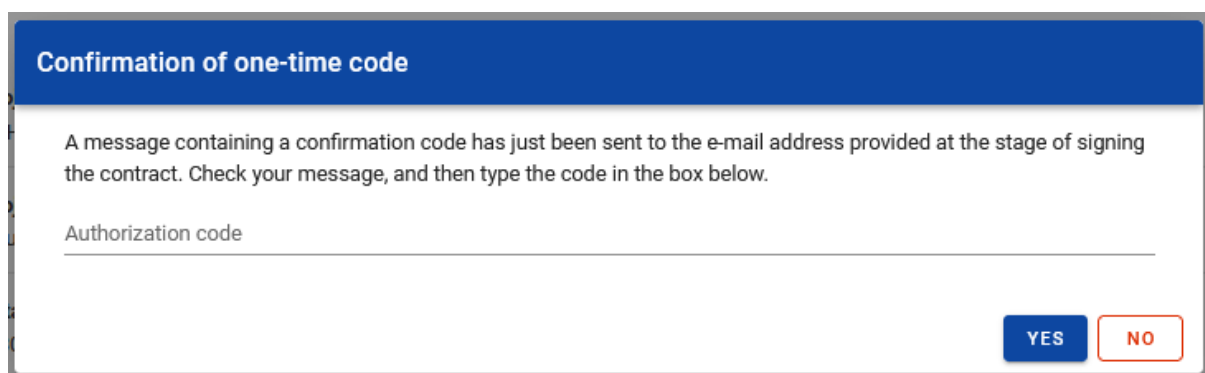 Confirmation of one-time code
A message containing a confirmation code has just been sent to the e-mail address provided at the stage of signing
the contract. Check your message, and then type the code in the box below.
Authorization code
YES NO